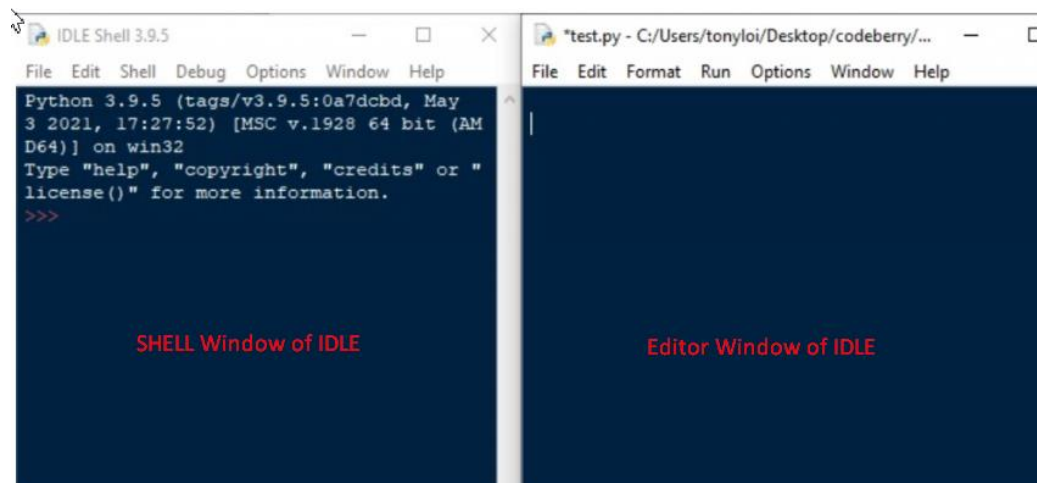 IDLE Shell 3.9.5
File Edit Shell Debug Options Window Help
Python 3.9.5 (tags/v3.9.5:0a7dcbd, May
3 2021, 17:27:52) [MSC v.1928 64 bit (AM
D64)] on win32
Type "help", "copyright", "credits" or "
license()" for more information.
>>>
SHELL Window of IDLE
*test.py - C:/Users/tonyloi/Desktop/codeberry/...
File Edit Format Run Options Window Help
Editor Window of IDLE